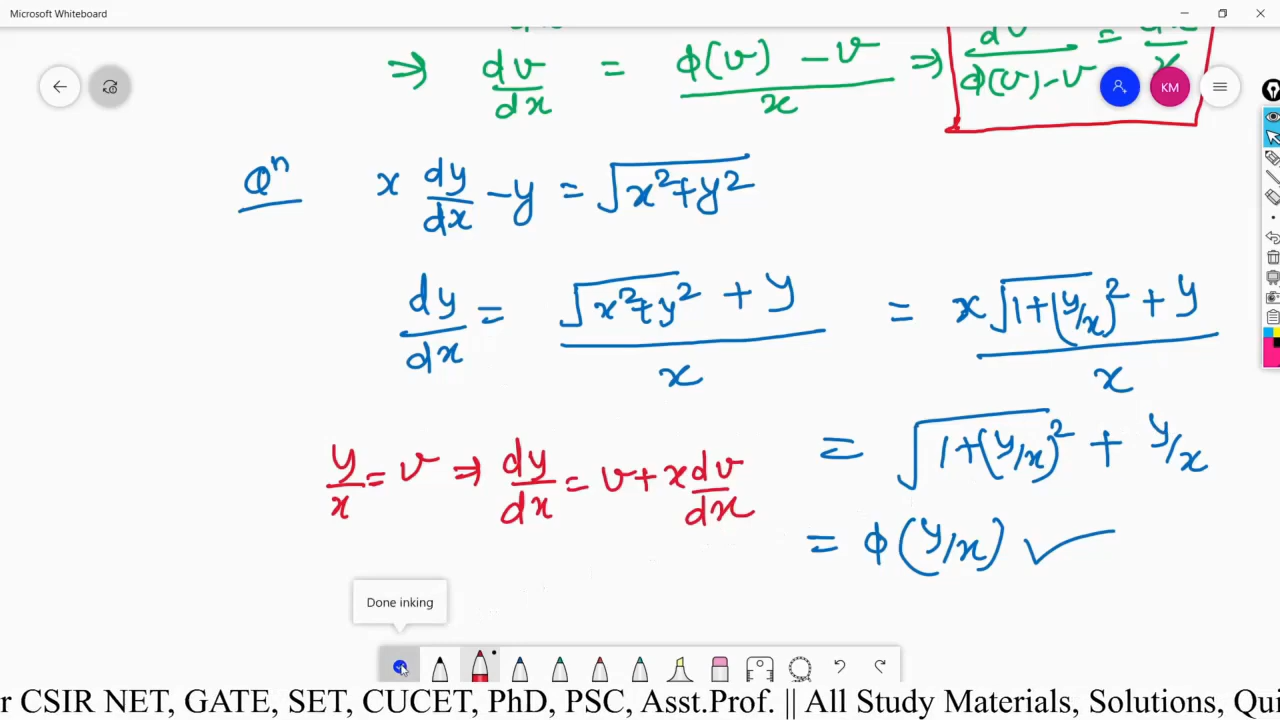 Microsoft Whiteboard
⇒ dv/dx = (ϕ(v) - v)/x ⇒ dv/(ϕ(v)-v) = dx/x
KM
Qⁿ x dy/dx - y = √(x²+y²)
dy/dx = (√(x²+y²) + y)/x = (x√(1+(y/x)²) + y)/x
= √(1+(y/x)²) + y/x
y/x = v ⇒ dy/dx = v + x dv/dx
= ϕ(y/x) ✓
Done inking
r CSIR NET, GATE, SET, CUCET, PhD, PSC, Asst.Prof. || All Study Materials, Solutions, Qui